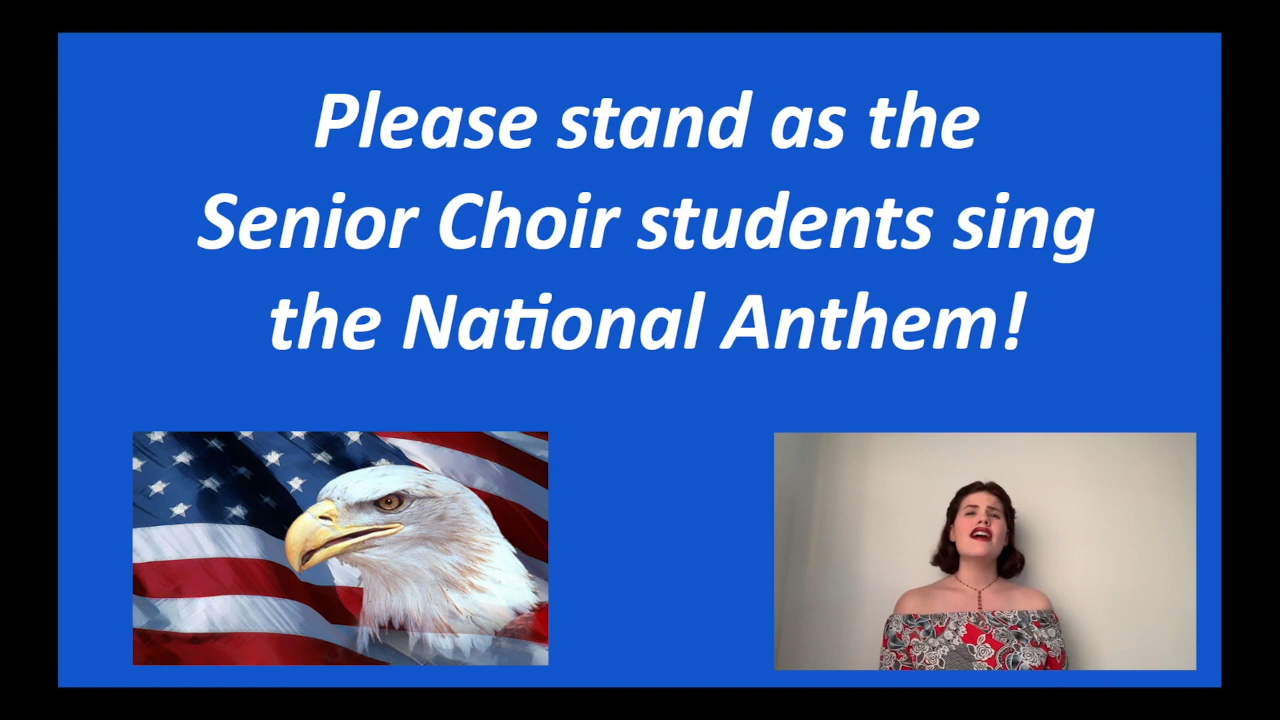 Please stand as the
Senior Choir students sing
the National Anthem!